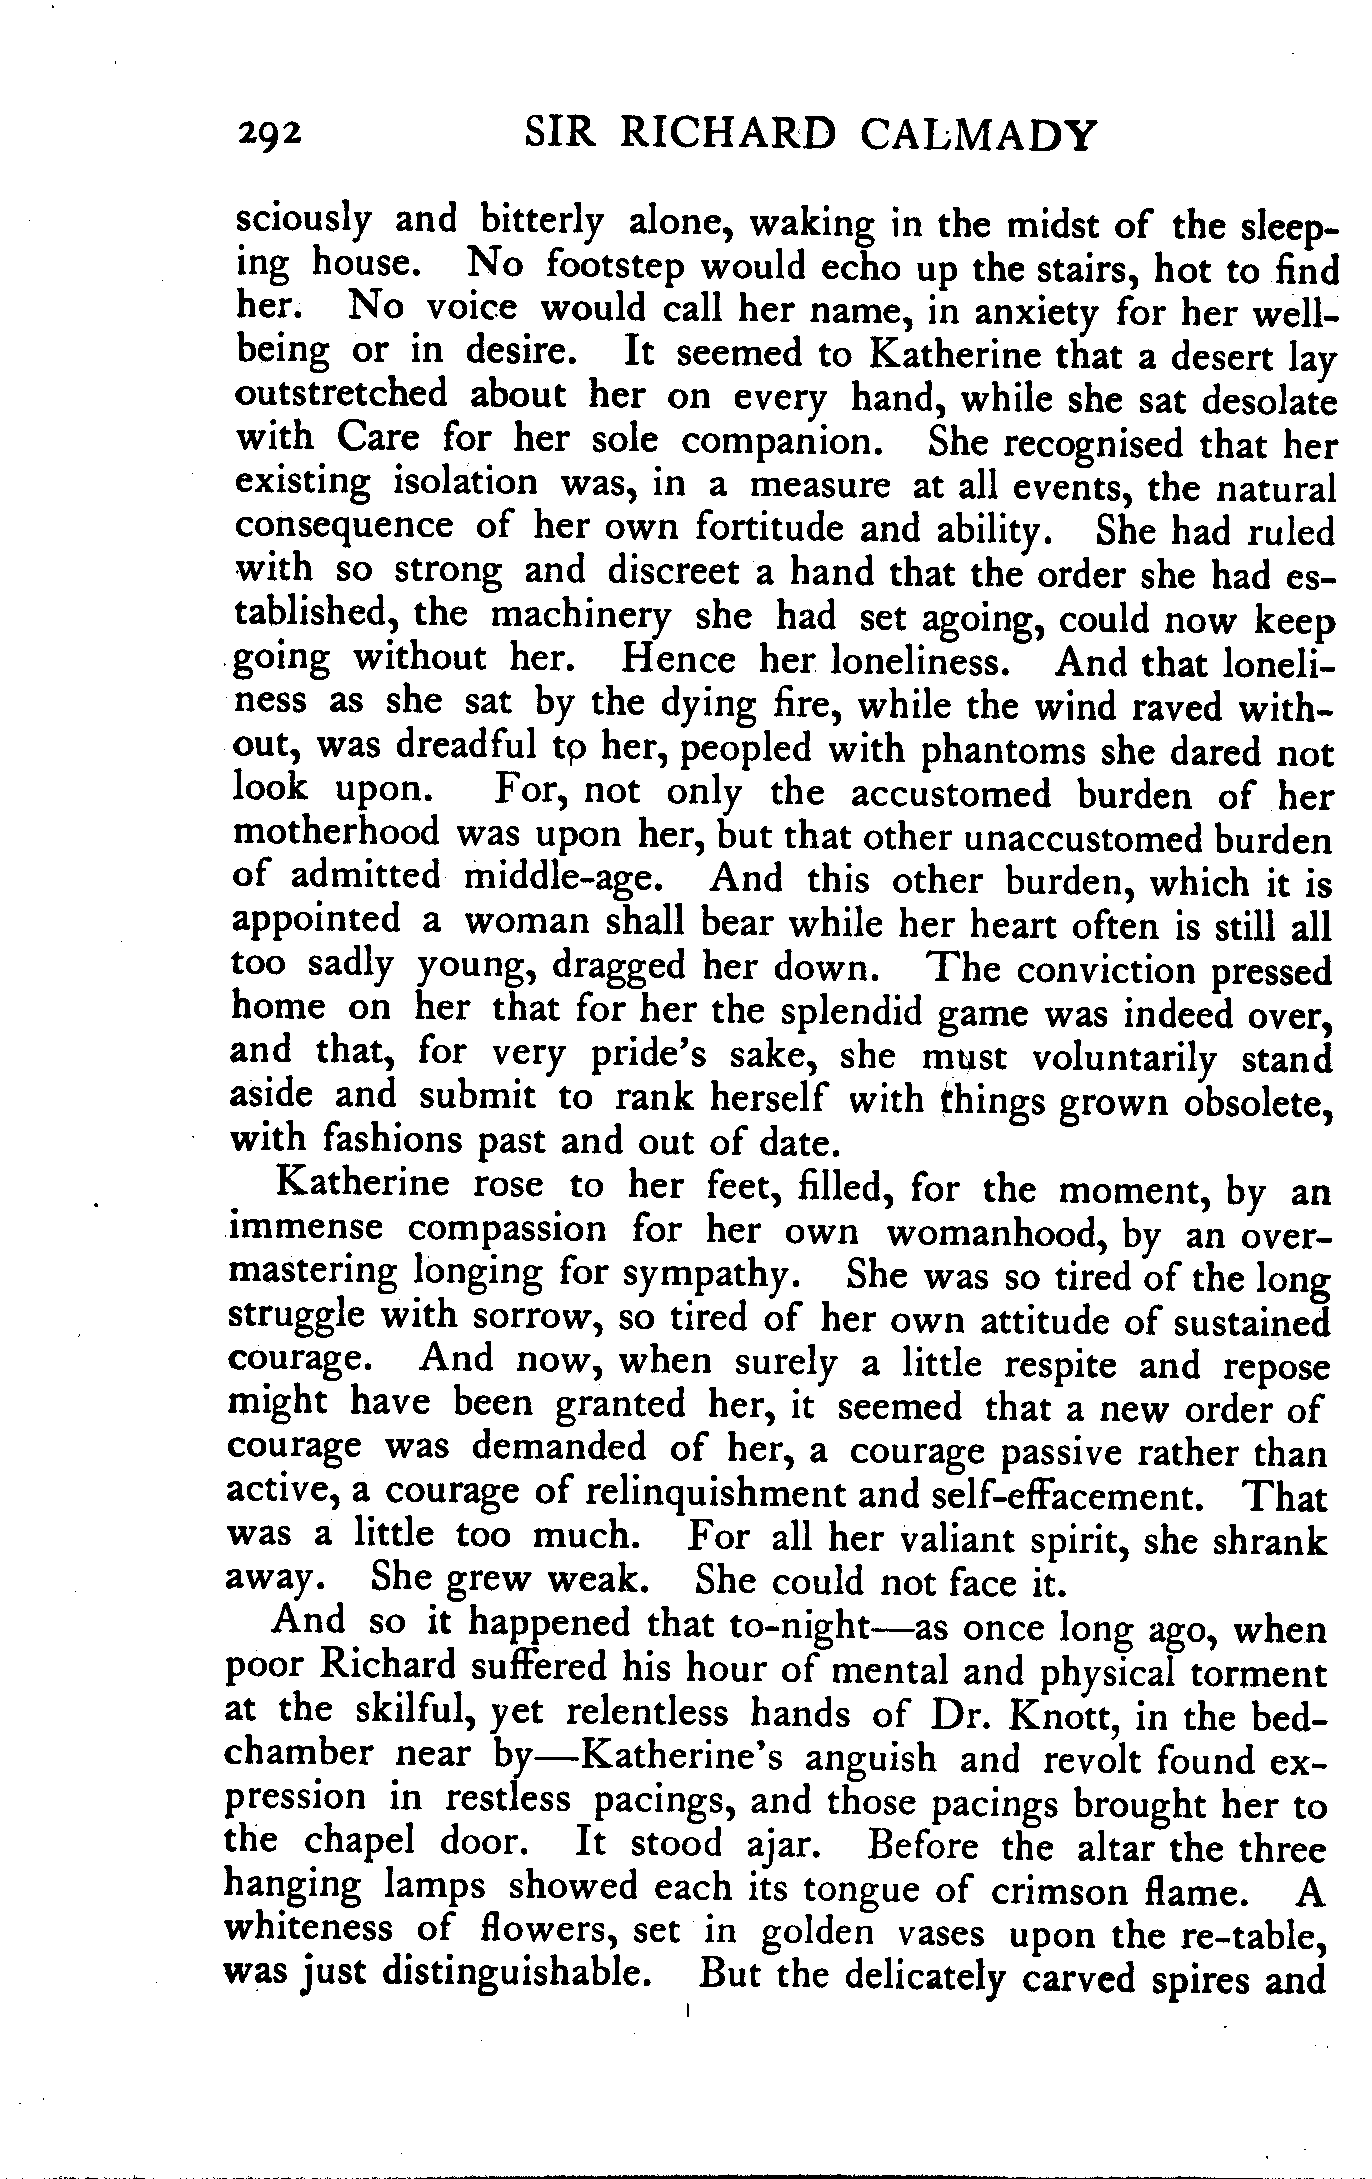 292 SIR RICHARD CALMADY
sciously and bitterly alone, waking in the midst of the sleep-
ing house. No footstep would echo up the stairs, hot to find
her. No voice would call her name, in anxiety for her well-
being or in desire. It seemed to Katherine that a desert lay
outstretched about her on every hand, while she sat desolate
with Care for her sole companion. She recognised that her
existing isolation was, in a measure at all events, the natural
consequence of her own fortitude and ability. She had ruled
with so strong and discreet a hand that the order she had es-
tablished, the machinery she had set agoing, could now keep
going without her. Hence her loneliness. And that loneli-
ness as she sat by the dying fire, while the wind raved with-
out, was dreadful to her, peopled with phantoms she dared not
look upon. For, not only the accustomed burden of her
motherhood was upon her, but that other unaccustomed burden
of admitted middle-age. And this other burden, which it is
appointed a woman shall bear while her heart often is still all
too sadly young, dragged her down. The conviction pressed
home on her that for her the splendid game was indeed over,
and that, for very pride's sake, she must voluntarily stand
aside and submit to rank herself with things grown obsolete,
with fashions past and out of date.
Katherine rose to her feet, filled, for the moment, by an
immense compassion for her own womanhood, by an over-
mastering longing for sympathy. She was so tired of the long
struggle with sorrow, so tired of her own attitude of sustained
courage. And now, when surely a little respite and repose
might have been granted her, it seemed that a new order of
courage was demanded of her, a courage passive rather than
active, a courage of relinquishment and self-effacement. That
was a little too much. For all her valiant spirit, she shrank
away. She grew weak. She could not face it.
And so it happened that to-night—as once long ago, when
poor Richard suffered his hour of mental and physical torment
at the skilful, yet relentless hands of Dr. Knott, in the bed-
chamber near by—Katherine's anguish and revolt found ex-
pression in restless pacings, and those pacings brought her to
the chapel door. It stood ajar. Before the altar the three
hanging lamps showed each its tongue of crimson flame. A
whiteness of flowers, set in golden vases upon the re-table,
was just distinguishable. But the delicately carved spires and